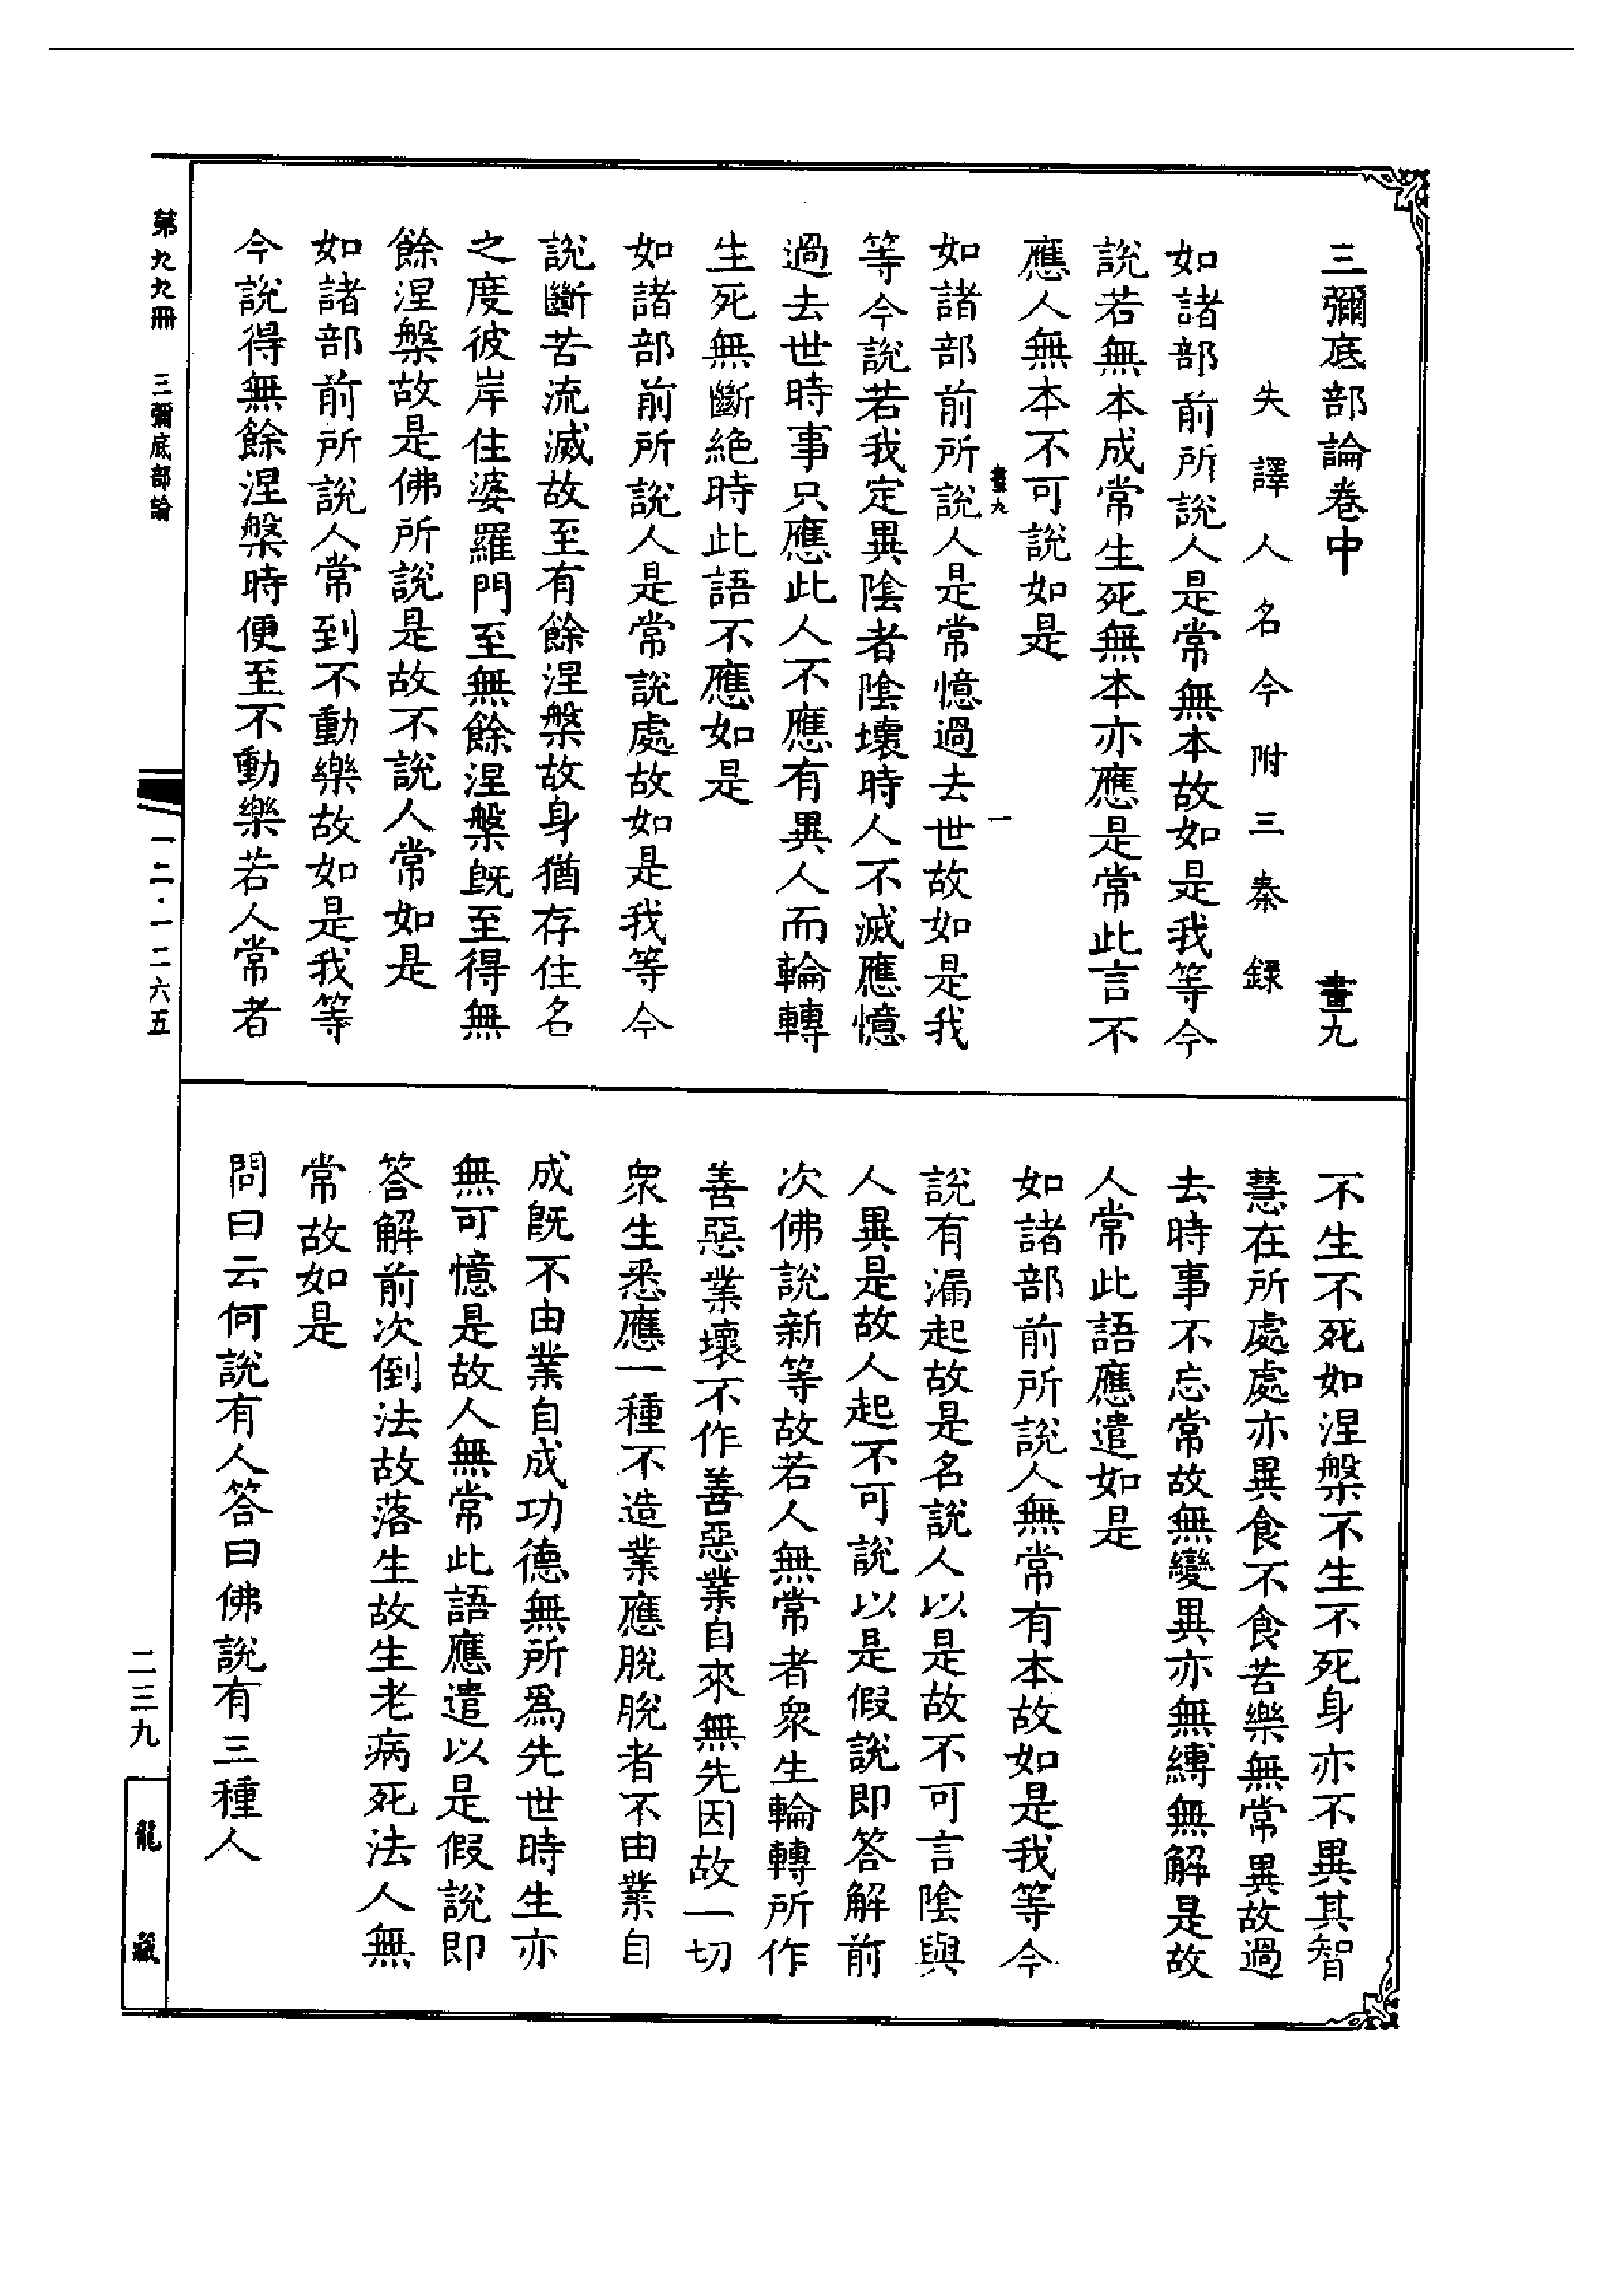 三彌底部論卷中　畫九
失譯人名今附三秦錄
如諸部前所說人是常無本故如是我等今
說若無本成常生死無本亦應是常此言不
應人無本不可說如是
畫九　一
如諸部前所說人是常憶過去世故如是我
等今說若我定異陰者陰壞時人不滅應憶
過去世時事只應此人不應有異人而輪轉
生死無斷絕時此語不應如是
如諸部前所說人是常說處故如是我等今
說斷苦流滅故至有餘涅槃故身猶存住名
之度彼岸住婆羅門至無餘涅槃既至得無
餘涅槃故是佛所說是故不說人常如是
如諸部前所說人常到不動樂故如是我等
今說得無餘涅槃時便至不動樂若人常者
不生不死如涅槃不生不死身亦不異其智
慧在所處處亦異食不食苦樂無常異故過
去時事不忘常故無變異亦無縛無解是故
人常此語應遣如是
如諸部前所說人無常有本故如是我等今
說有漏起故是名說人以是故不可言陰與
人異是故人起不可說以是假說即答解前
次佛說新等故若人無常者眾生輪轉所作
善惡業壞不作善惡業自來無先因故一切
眾生悉應一種不造業應脫脫者不由業自
成既不由業自成功德無所為先世時生亦
無可憶是故人無常此語應遣以是假說即
答解前次倒法故落生故生老病死法人無
常故如是
問曰云何說有人答曰佛說有三種人
第九九冊　三彌底部論
一二·一二六五
二三九
龍藏